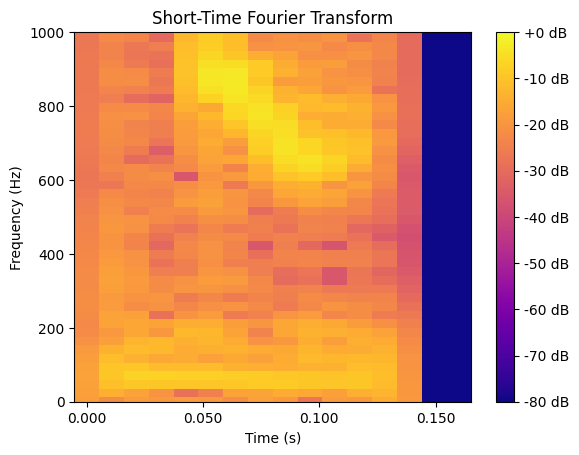 Short-Time Fourier Transform
1000
800
600
400
200
0
Frequency (Hz)
0.000
0.050
0.100
0.150
Time (s)
+0 dB
-10 dB
-20 dB
-30 dB
-40 dB
-50 dB
-60 dB
-70 dB
-80 dB